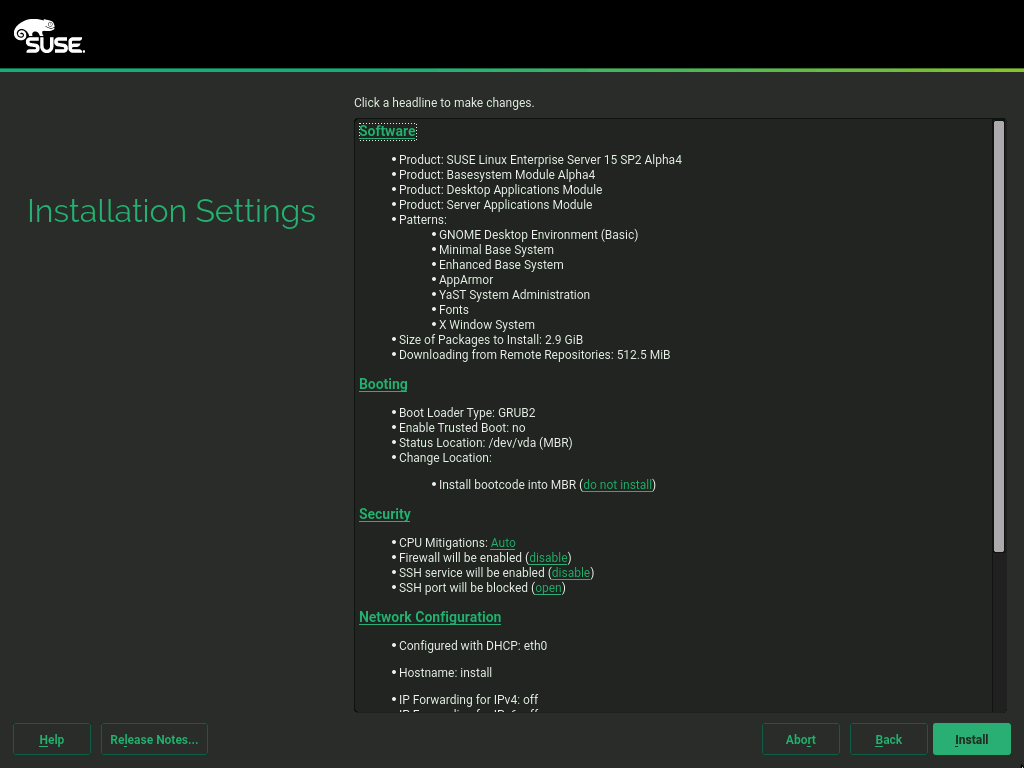 SUSE.
Click a headline to make changes.
Installation Settings
Software
• Product: SUSE Linux Enterprise Server 15 SP2 Alpha4
• Product: Basesystem Module Alpha4
• Product: Desktop Applications Module
• Product: Server Applications Module
• Patterns:
• GNOME Desktop Environment (Basic)
• Minimal Base System
• Enhanced Base System
• AppArmor
• YaST System Administration
• Fonts
• X Window System
• Size of Packages to Install: 2.9 GiB
• Downloading from Remote Repositories: 512.5 MiB
Booting
• Boot Loader Type: GRUB2
• Enable Trusted Boot: no
• Status Location: /dev/vda (MBR)
• Change Location:
• Install bootcode into MBR (do not install)
Security
• CPU Mitigations: Auto
• Firewall will be enabled (disable)
• SSH service will be enabled (disable)
• SSH port will be blocked (open)
Network Configuration
• Configured with DHCP: eth0
• Hostname: install
• IP Forwarding for IPv4: off
Help
Release Notes...
Abort
Back
Install